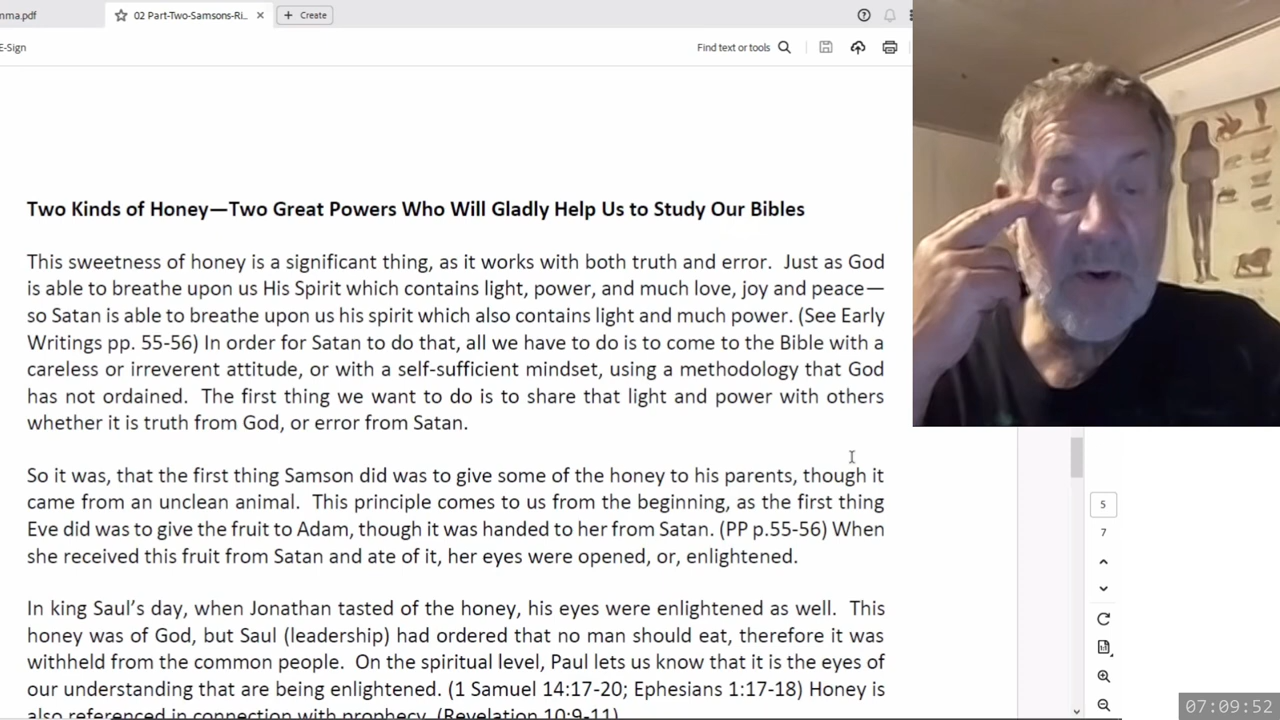 mma.pdf
02 Part-Two-Samsons-Ri...
Create
E-Sign
Find text or tools
Two Kinds of Honey—Two Great Powers Who Will Gladly Help Us to Study Our Bibles
This sweetness of honey is a significant thing, as it works with both truth and error. Just as God
is able to breathe upon us His Spirit which contains light, power, and much love, joy and peace—
so Satan is able to breathe upon us his spirit which also contains light and much power. (See Early
Writings pp. 55-56) In order for Satan to do that, all we have to do is to come to the Bible with a
careless or irreverent attitude, or with a self-sufficient mindset, using a methodology that God
has not ordained. The first thing we want to do is to share that light and power with others
whether it is truth from God, or error from Satan.
So it was, that the first thing Samson did was to give some of the honey to his parents, though it
came from an unclean animal. This principle comes to us from the beginning, as the first thing
Eve did was to give the fruit to Adam, though it was handed to her from Satan. (PP p.55-56) When
she received this fruit from Satan and ate of it, her eyes were opened, or, enlightened.
In king Saul's day, when Jonathan tasted of the honey, his eyes were enlightened as well. This
honey was of God, but Saul (leadership) had ordered that no man should eat, therefore it was
withheld from the common people. On the spiritual level, Paul lets us know that it is the eyes of
our understanding that are being enlightened. (1 Samuel 14:17-20; Ephesians 1:17-18) Honey is
also referenced in connection with prophecy. (Revelation 10:9-11)
5
7
07:09:52